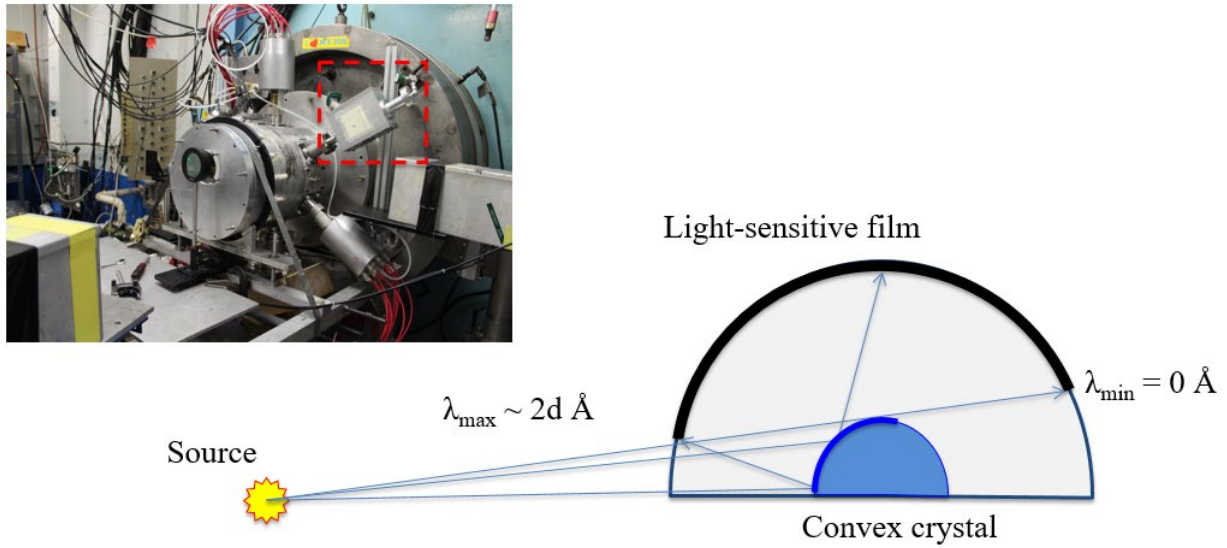 Light-sensitive film
λmin = 0 Å
λmax ~ 2d Å
Source
Convex crystal